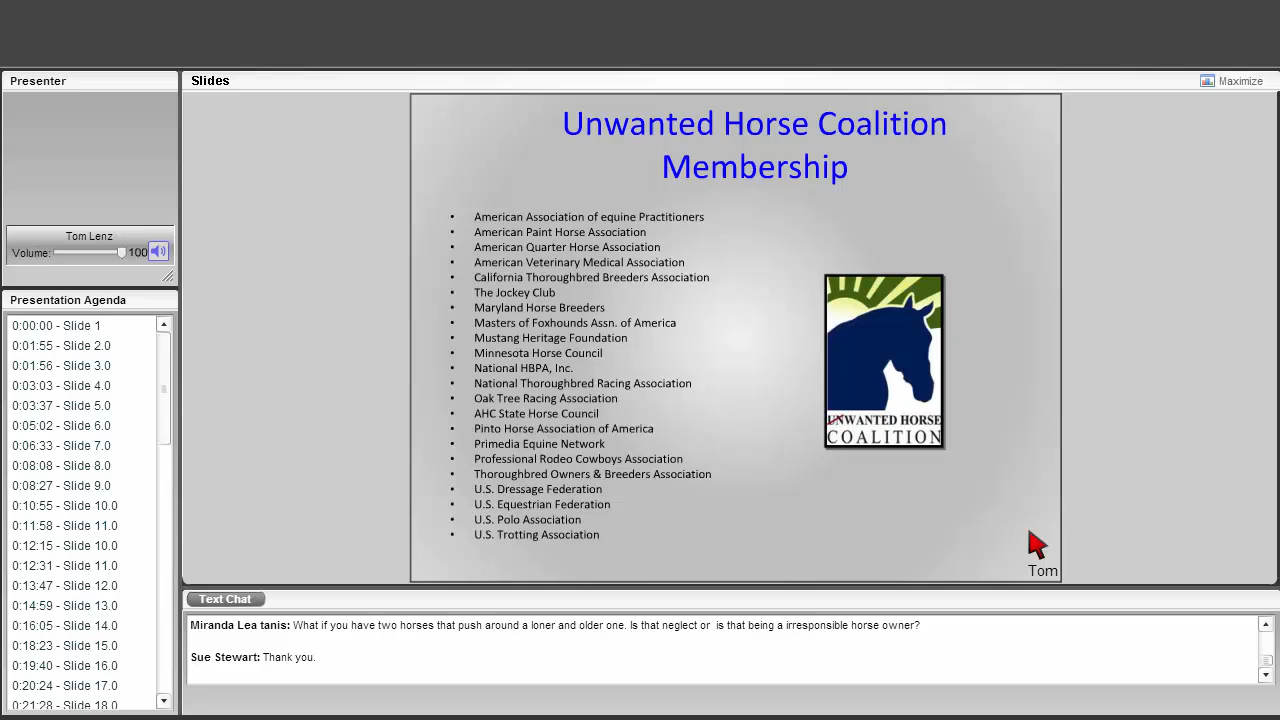 Presenter
Tom Lenz
Volume: 100
Presentation Agenda
0:00:00 - Slide 1
0:01:55 - Slide 2.0
0:01:56 - Slide 3.0
0:03:03 - Slide 4.0
0:03:37 - Slide 5.0
0:05:02 - Slide 6.0
0:06:33 - Slide 7.0
0:08:08 - Slide 8.0
0:08:27 - Slide 9.0
0:10:55 - Slide 10.0
0:11:58 - Slide 11.0
0:12:15 - Slide 10.0
0:12:31 - Slide 11.0
0:13:47 - Slide 12.0
0:14:59 - Slide 13.0
0:16:05 - Slide 14.0
0:18:23 - Slide 15.0
0:19:40 - Slide 16.0
0:20:24 - Slide 17.0
0:21:28 - Slide 18.0
Slides
Maximize
Unwanted Horse Coalition
Membership
• American Association of equine Practitioners
• American Paint Horse Association
• American Quarter Horse Association
• American Veterinary Medical Association
• California Thoroughbred Breeders Association
• The Jockey Club
• Maryland Horse Breeders
• Masters of Foxhounds Assn. of America
• Mustang Heritage Foundation
• Minnesota Horse Council
• National HBPA, Inc.
• National Thoroughbred Racing Association
• Oak Tree Racing Association
• AHC State Horse Council
• Pinto Horse Association of America
• Primedia Equine Network
• Professional Rodeo Cowboys Association
• Thoroughbred Owners & Breeders Association
• U.S. Dressage Federation
• U.S. Equestrian Federation
• U.S. Polo Association
• U.S. Trotting Association
UNWANTED HORSE
COALITION
Tom
Text Chat
Miranda Lea tanis: What if you have two horses that push around a loner and older one. Is that neglect or is that being a irresponsible horse owner?
Sue Stewart: Thank you.